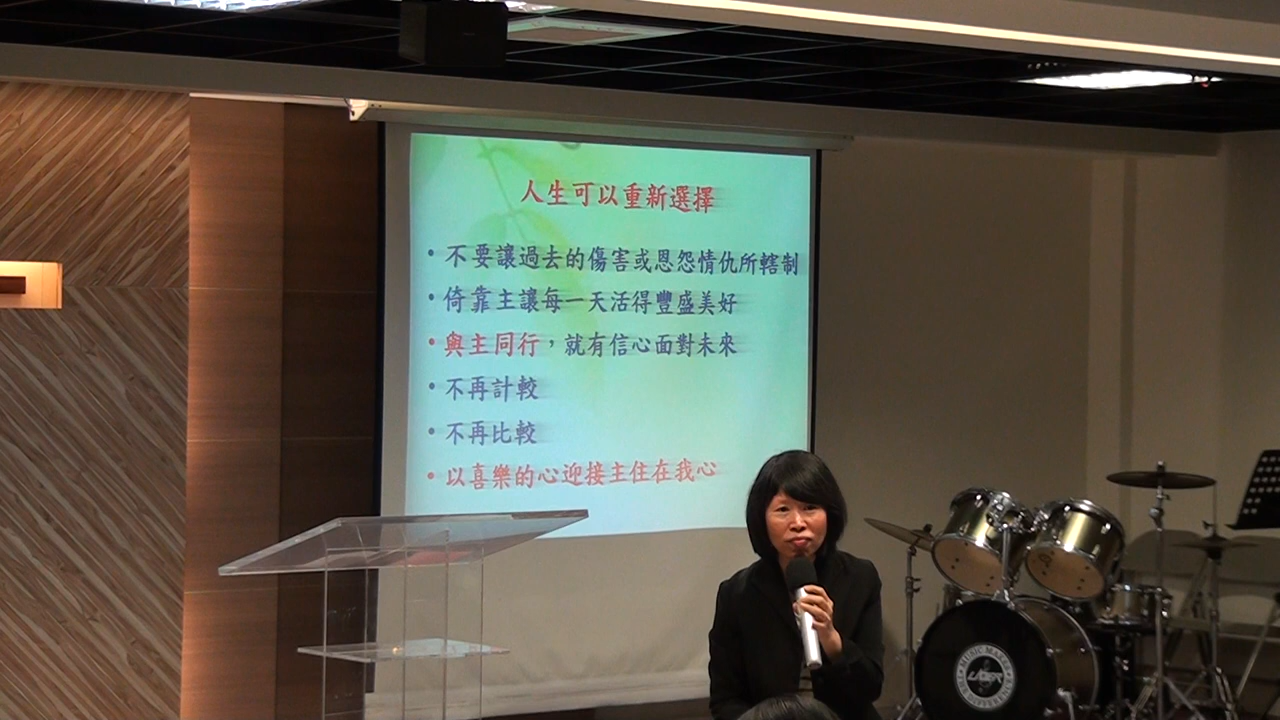 人生可以重新選擇
• 不要讓過去的傷害或恩怨情仇所轄制
• 倚靠主讓每一天活得豐盛美好
• 與主同行，就有信心面對未來
• 不再計較
• 不再比較
• 以喜樂的心迎接主住在我心
MUSIC MAKER